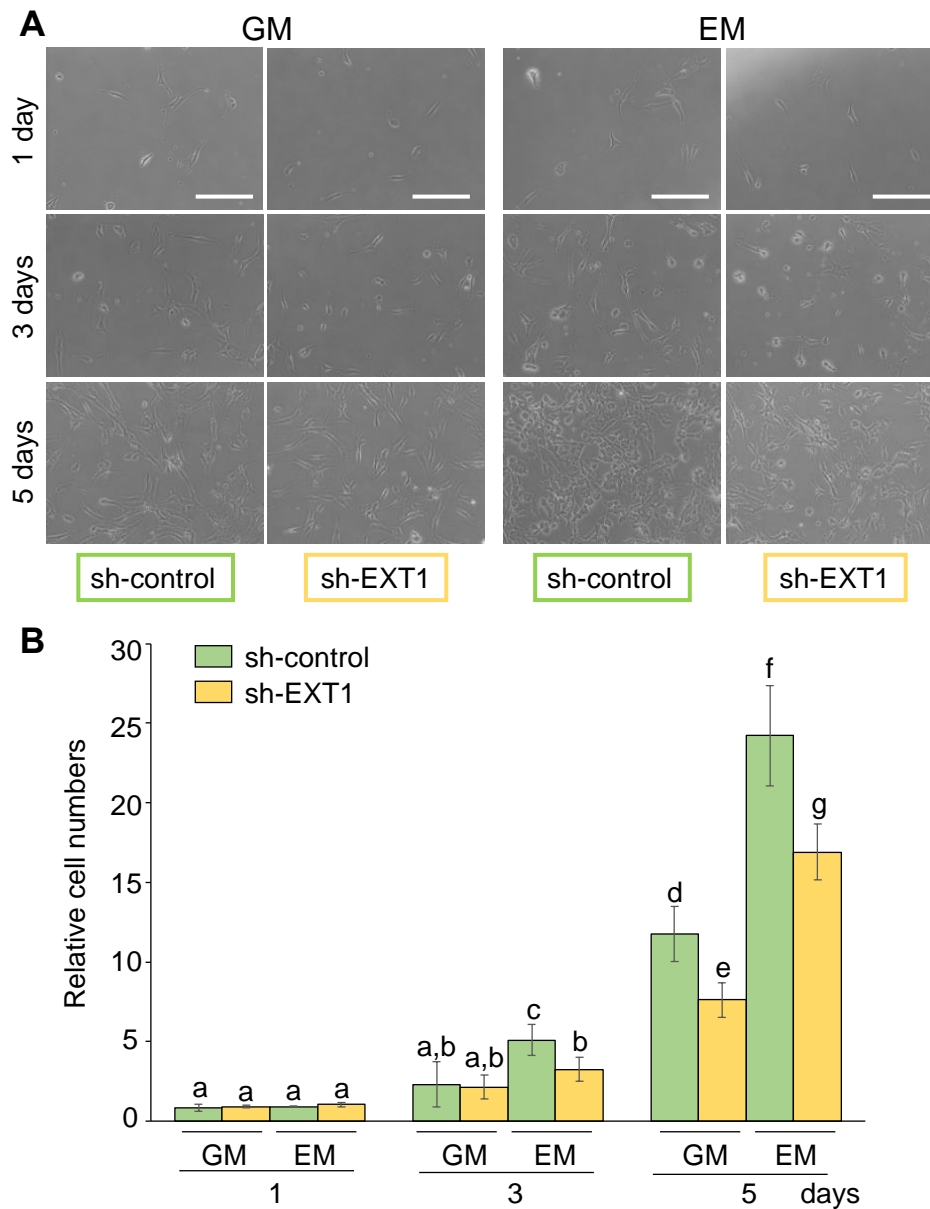 A
GM EM
1 day
3 days
5 days
sh-control sh-EXT1 sh-control sh-EXT1
B
sh-control
sh-EXT1
Relative cell numbers
30
25
20
15
10
5
0
a a a a
a,b a,b c b
d e f g
GM EM GM EM GM EM
1 3 5 days